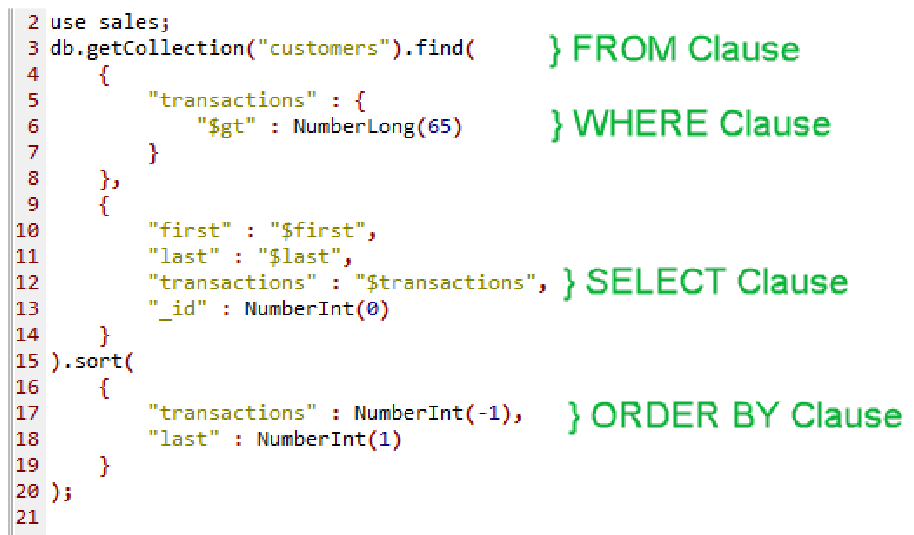 2 use sales;
3 db.getCollection("customers").find( } FROM Clause
4 {
5 "transactions" : {
6 "$gt" : NumberLong(65) } WHERE Clause
7 }
8 },
9 {
10 "first" : "$first",
11 "last" : "$last",
12 "transactions" : "$transactions", } SELECT Clause
13 "_id" : NumberInt(0)
14 }
15 ).sort(
16 {
17 "transactions" : NumberInt(-1), } ORDER BY Clause
18 "last" : NumberInt(1)
19 }
20 );
21